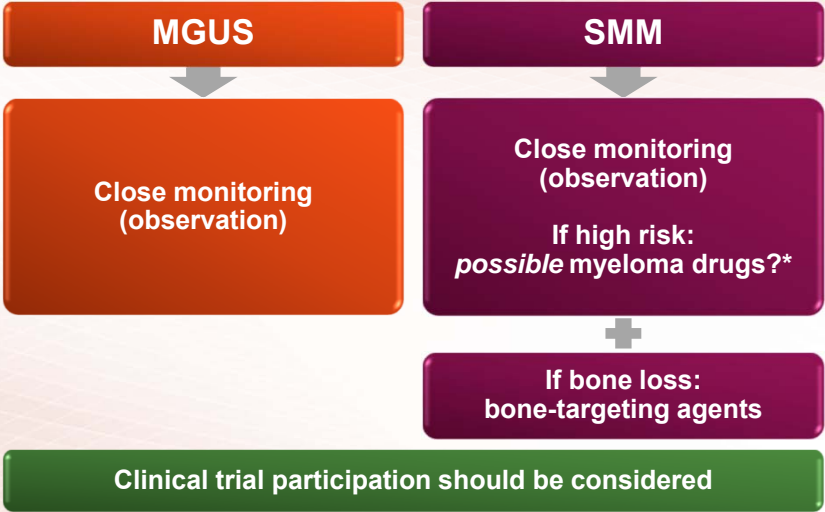 MGUS
SMM
Close monitoring
(observation)
Close monitoring
(observation)
If high risk:
possible myeloma drugs?*
If bone loss:
bone-targeting agents
Clinical trial participation should be considered